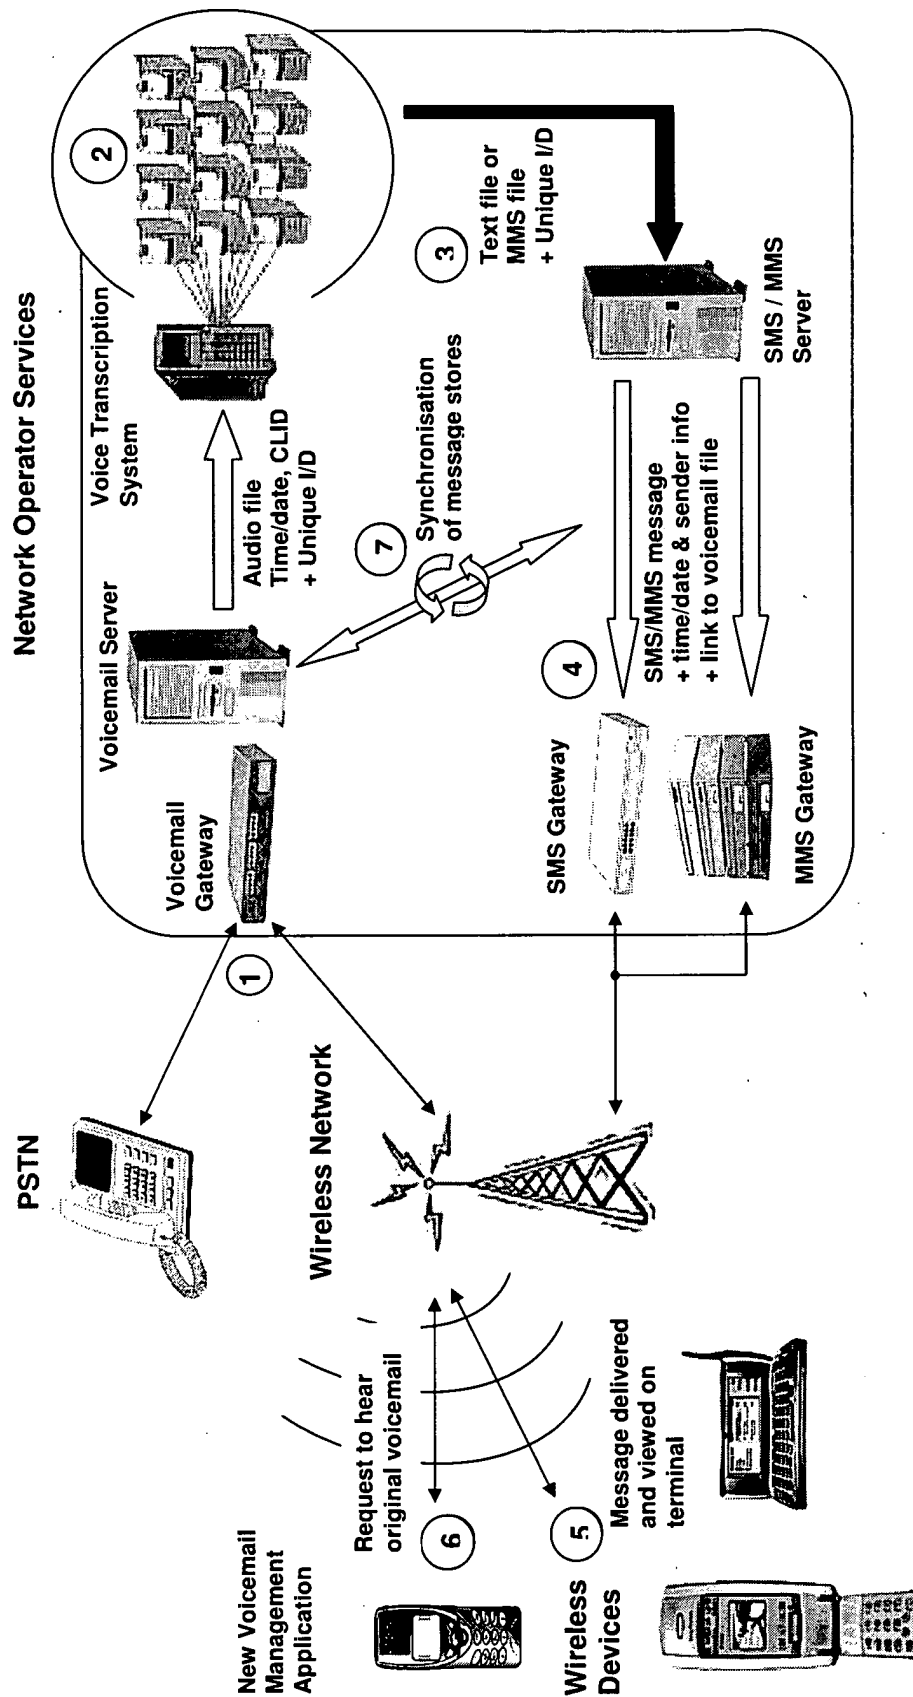 Network Operator Services
PSTN
Voicemail
Gateway
Voicemail Server
Voice Transcription
System
2
1
Audio file
Time/date, CLID
+ Unique I/D
Wireless Network
7
Synchronisation
of message stores
3
Text file or
MMS file
+ Unique I/D
New Voicemail
Management
Application
Request to hear
original voicemail
6
SMS Gateway
4
SMS/MMS message
+ time/date & sender info
+ link to voicemail file
SMS / MMS
Server
Wireless
Devices
5
Message delivered
and viewed on
terminal
MMS Gateway